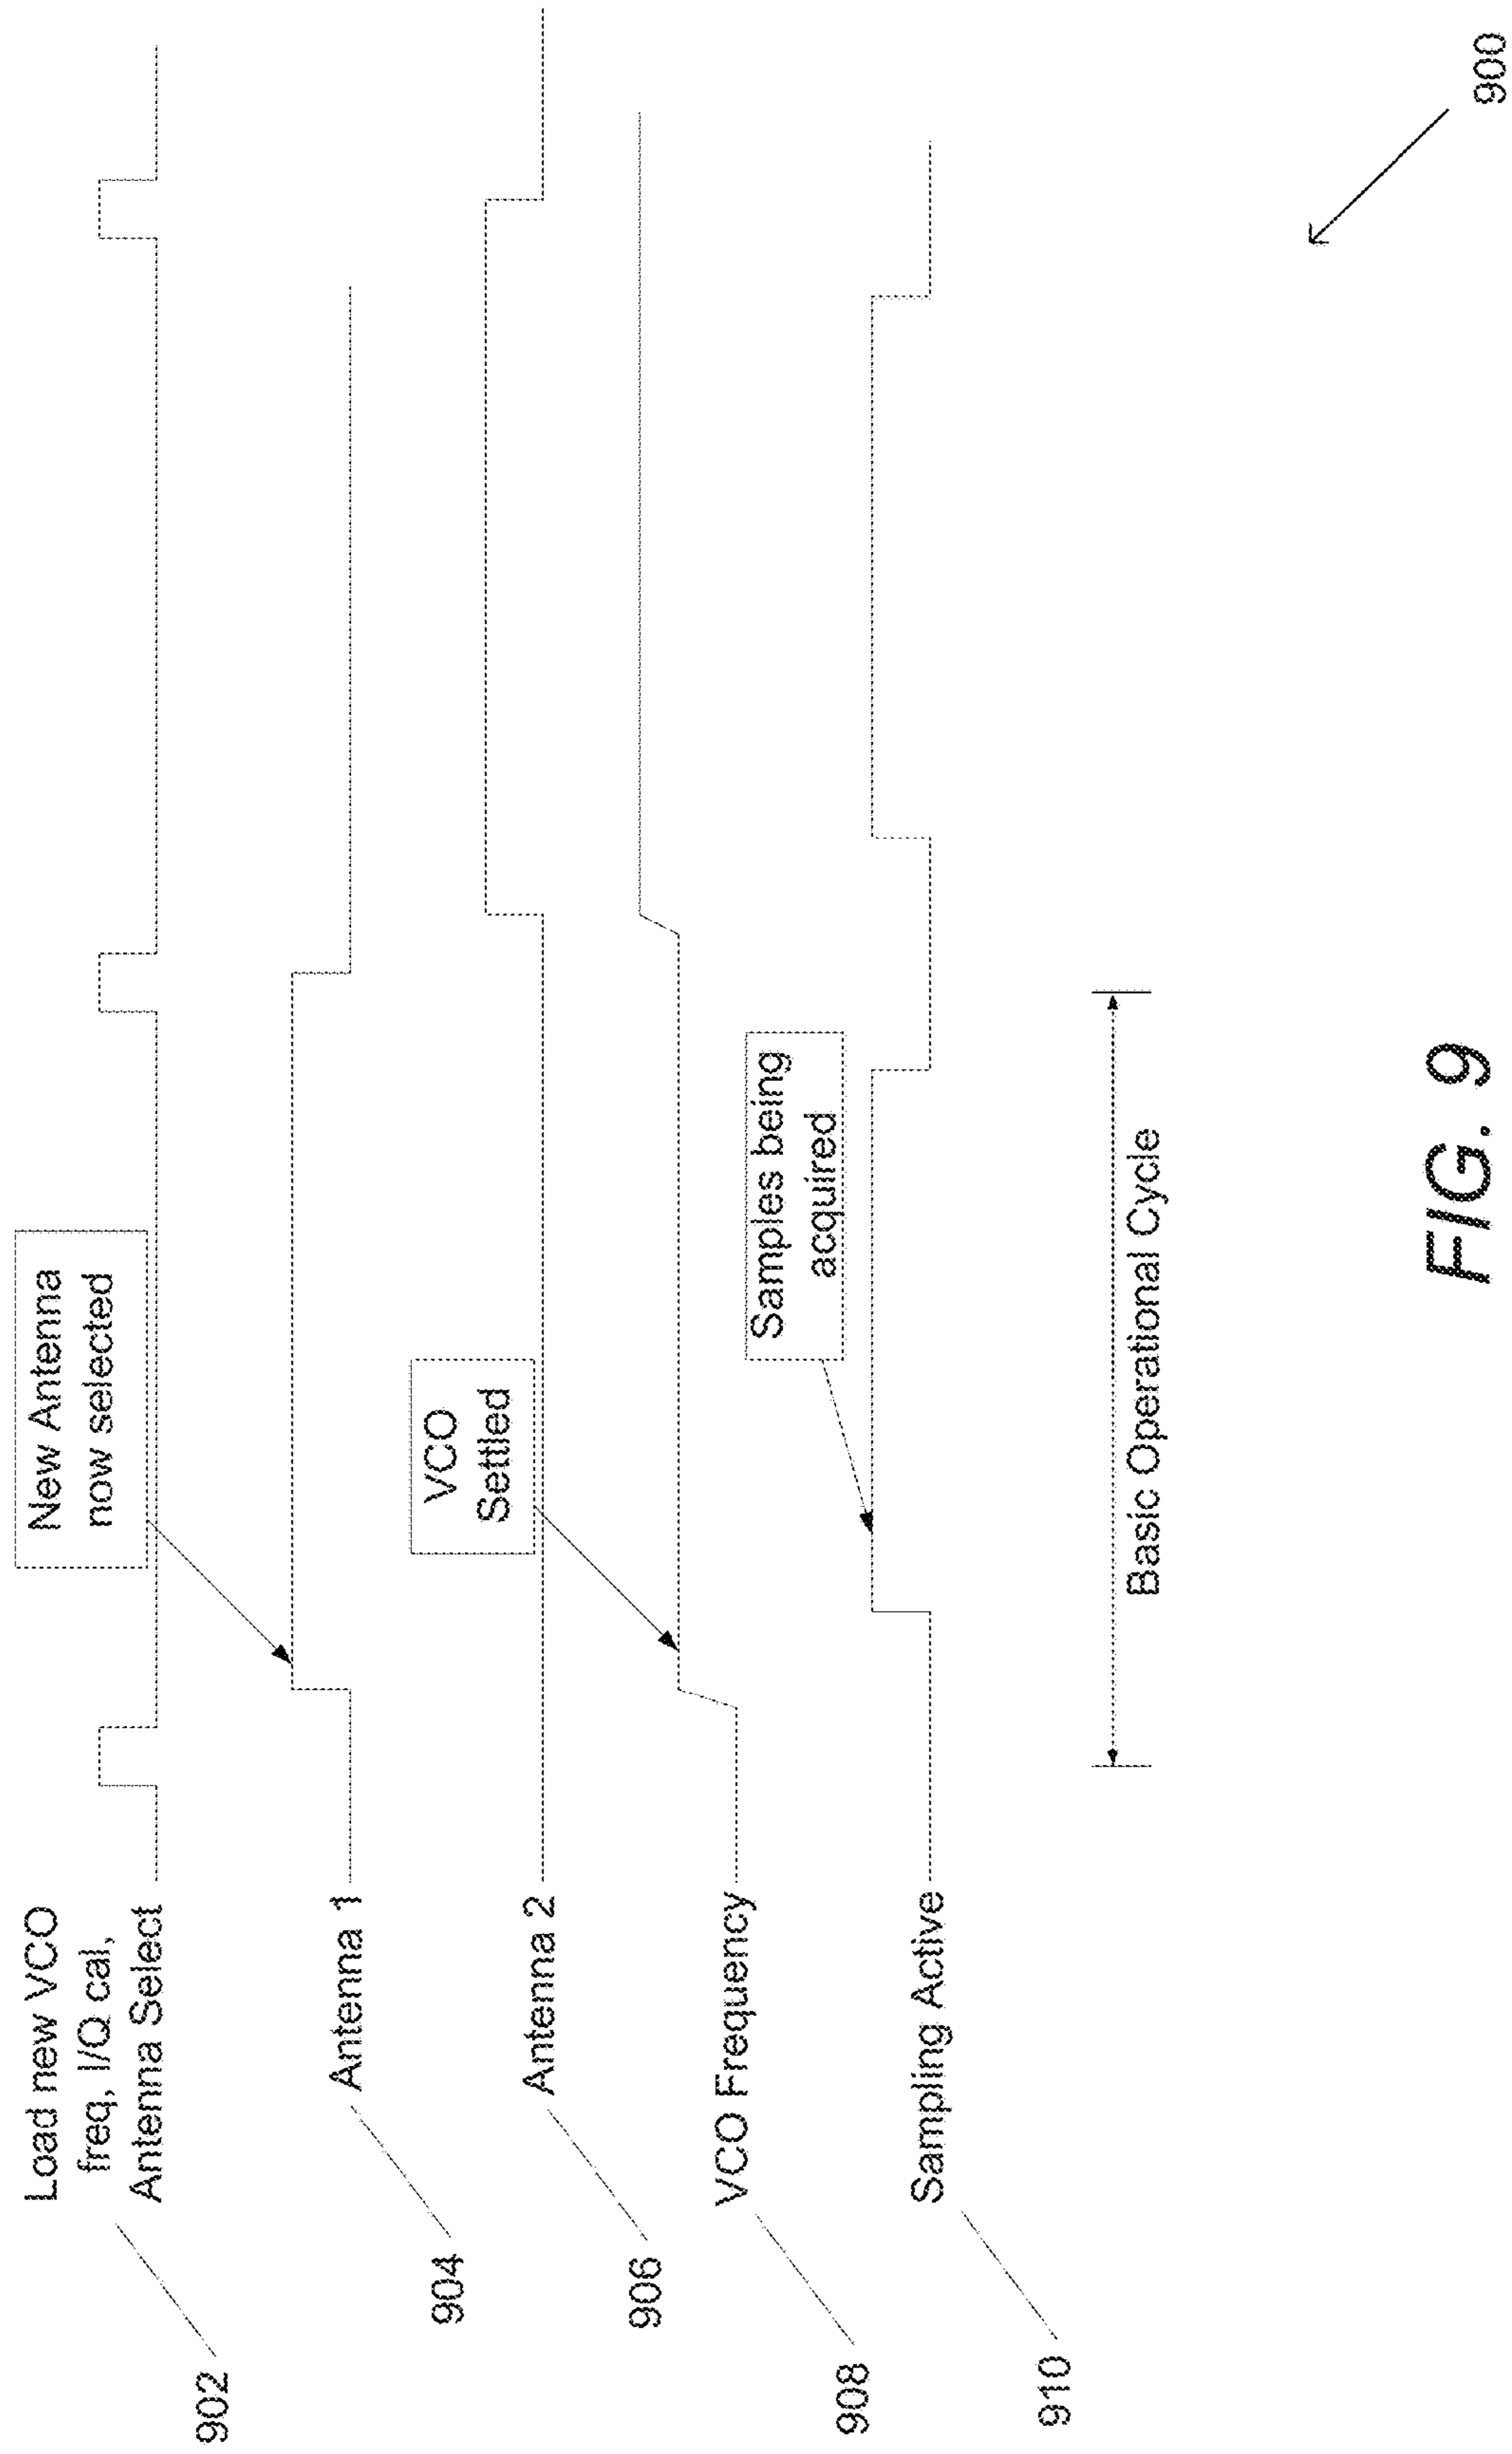 Load new VCO
freq, I/Q cal,
Antenna Select
902
New Antenna
now selected
Antenna 1
904
Antenna 2
906
VCO
Settled
VCO Frequency
908
Samples being
acquired
Sampling Active
910
Basic Operational Cycle
900
FIG. 9